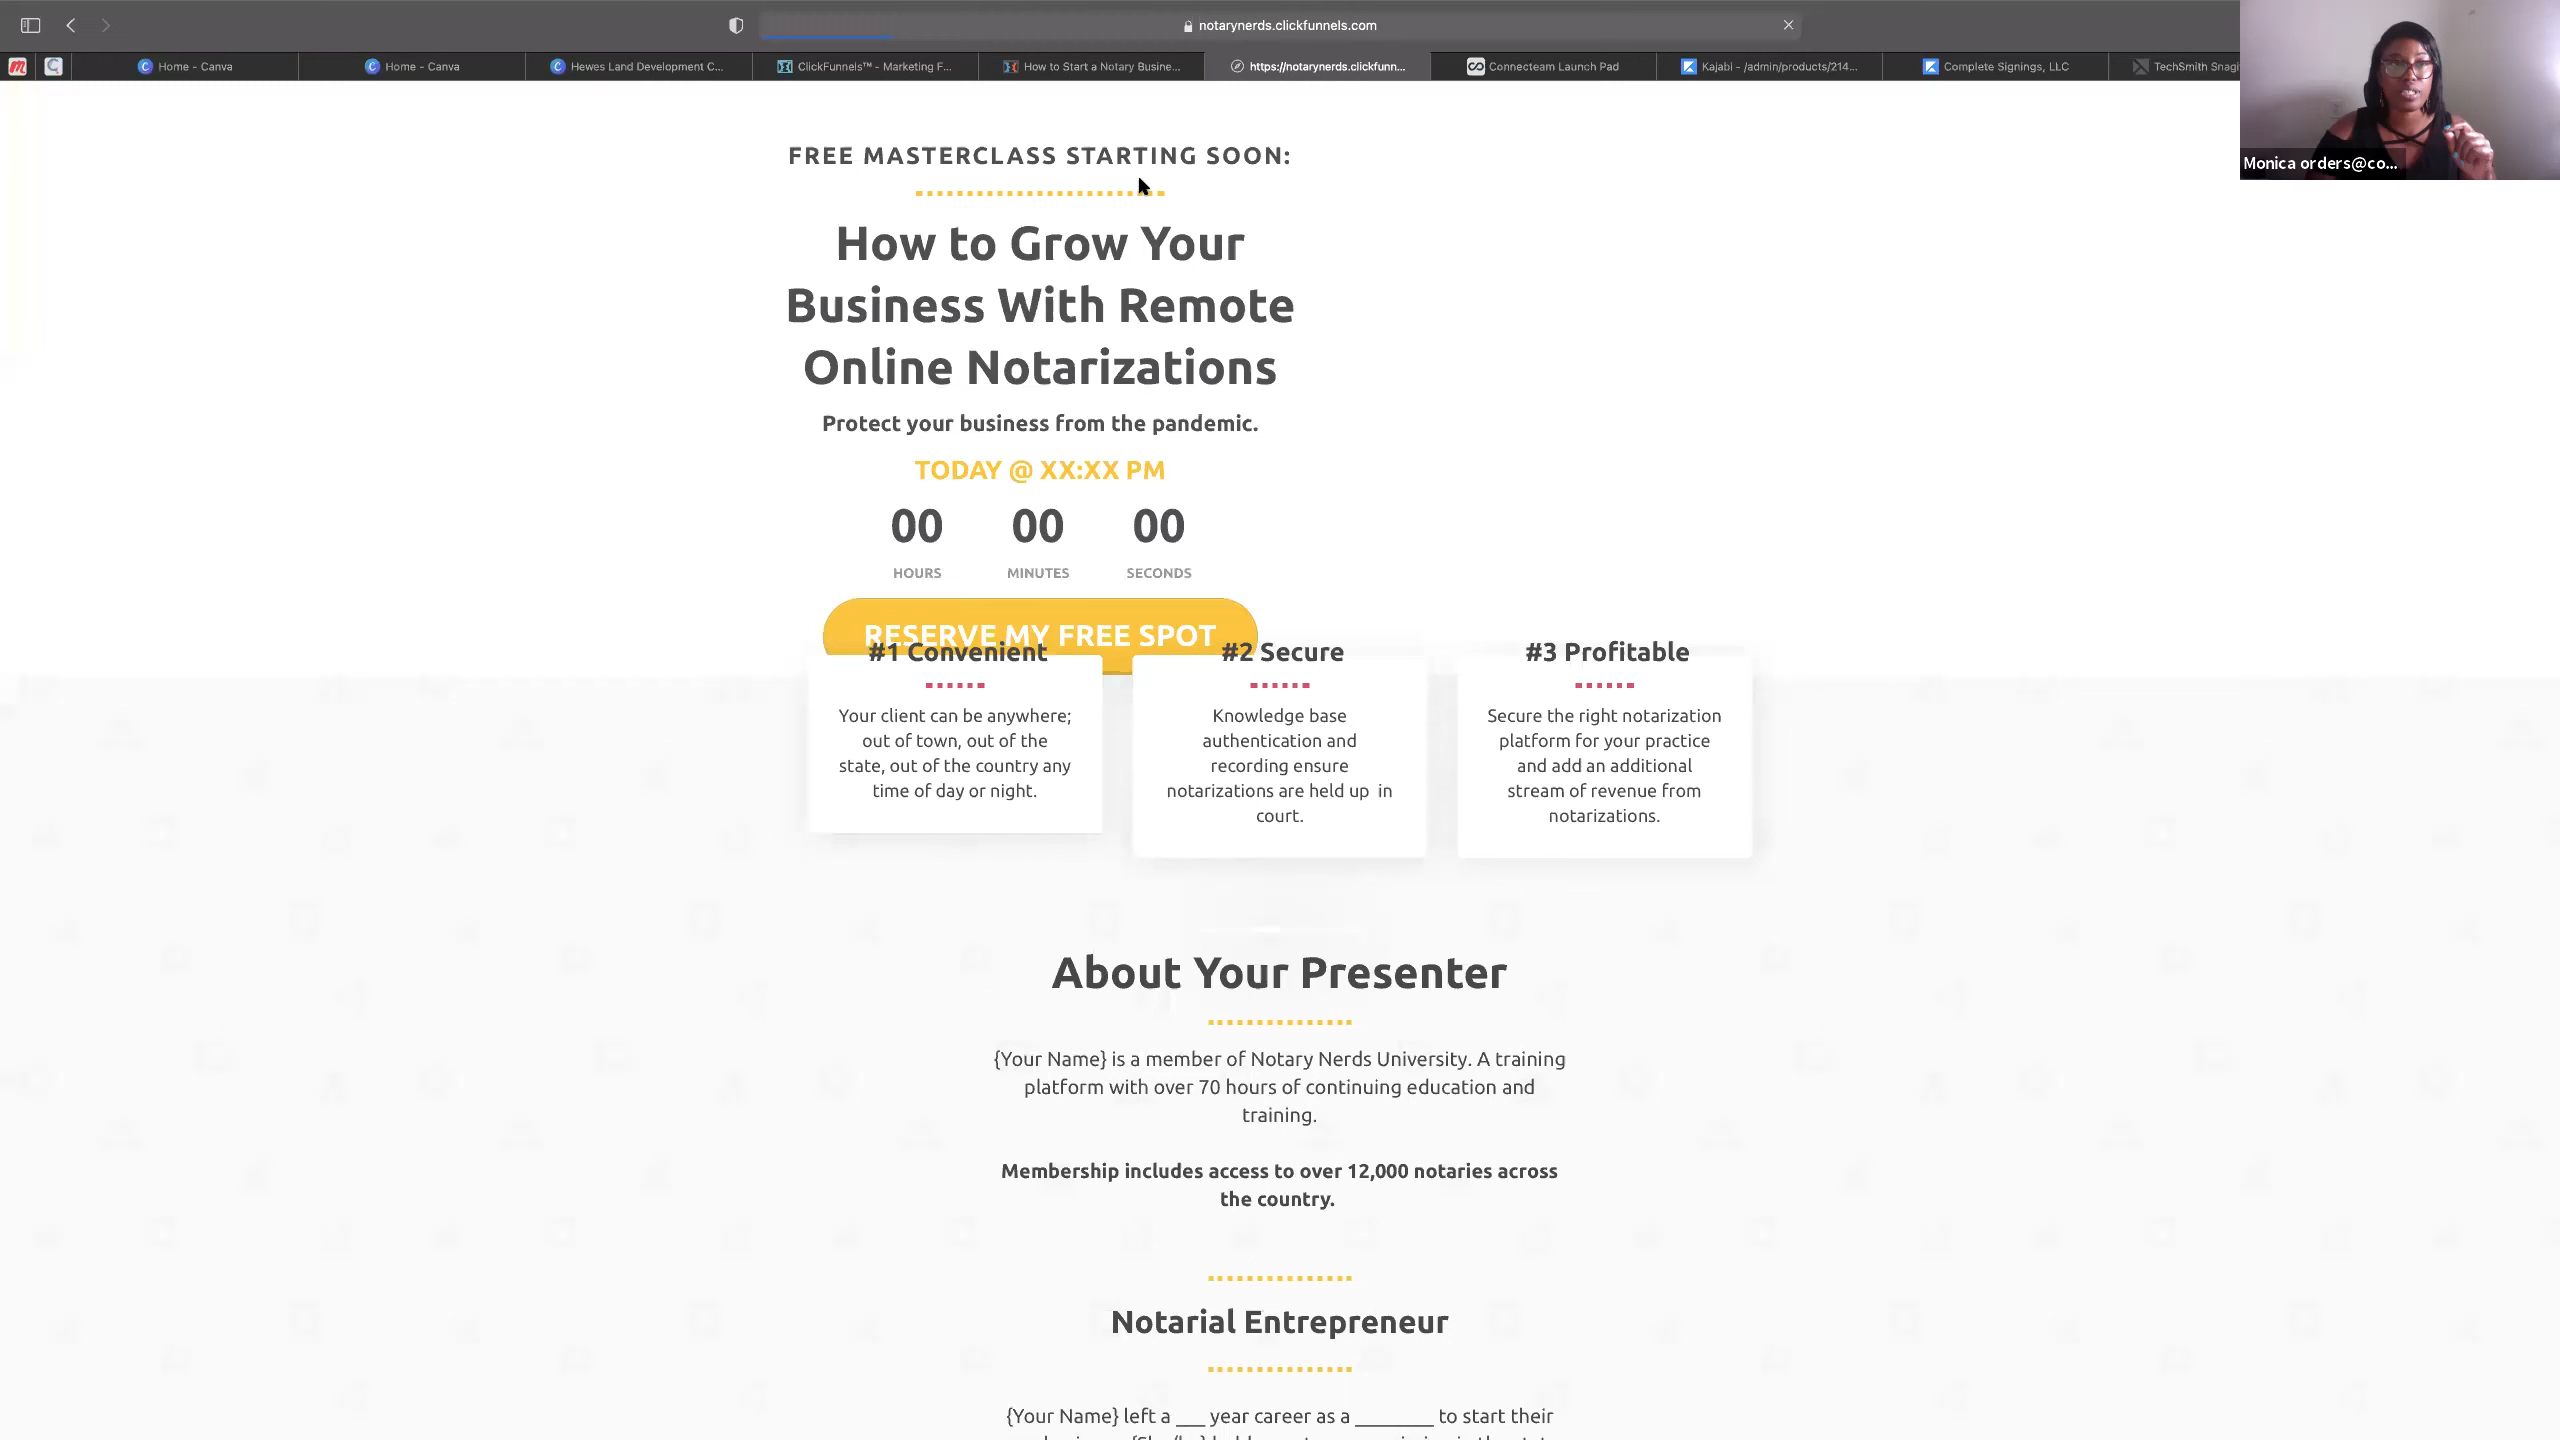 notarynerds.clickfunnels.com
Home - Canva
Home - Canva
Hewes Land Development C...
ClickFunnels™ - Marketing F...
How to Start a Notary Busine...
https://notarynerds.clickfunn...
Connecteam Launch Pad
Kajabi - /admin/products/214...
Complete Signings, LLC
TechSmith Snagi
Monica orders@co...
FREE MASTERCLASS STARTING SOON:
How to Grow Your
Business With Remote
Online Notarizations
Protect your business from the pandemic.
TODAY @ XX:XX PM
00 00 00
HOURS MINUTES SECONDS
RESERVE MY FREE SPOT
#1 Convenient
Your client can be anywhere;
out of town, out of the
state, out of the country any
time of day or night.
#2 Secure
Knowledge base
authentication and
recording ensure
notarizations are held up in
court.
#3 Profitable
Secure the right notarization
platform for your practice
and add an additional
stream of revenue from
notarizations.
About Your Presenter
{Your Name} is a member of Notary Nerds University. A training
platform with over 70 hours of continuing education and
training.
Membership includes access to over 12,000 notaries across
the country.
Notarial Entrepreneur
{Your Name} left a ___ year career as a ________ to start their